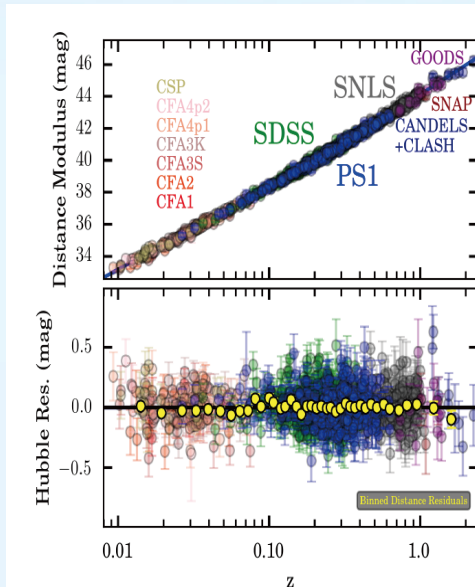 Distance Modulus (mag)
46
44
42
40
38
36
34
CSP
CFA4p2
CFA4p1
CFA3K
CFA3S
CFA2
CFA1
SDSS
SNLS
PS1
GOODS
SNAP
CANDELS
+CLASH
Hubble Res. (mag)
0.5
0.0
−0.5
Binned Distance Residuals
0.01
0.10
1.0
z